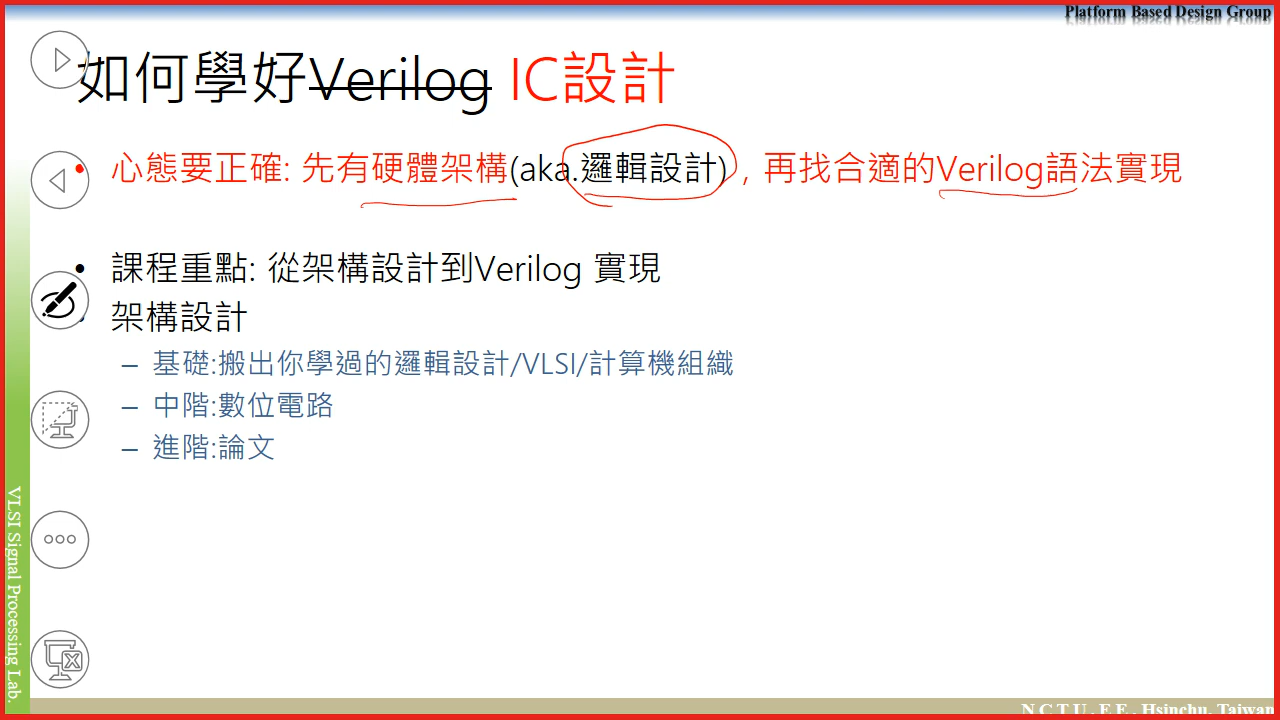 Platform Based Design Group
如何學好Verilog IC設計
• 心態要正確: 先有硬體架構(aka.邏輯設計)，再找合適的Verilog語法實現
• 課程重點: 從架構設計到Verilog 實現
• 架構設計
– 基礎:搬出你學過的邏輯設計/VLSI/計算機組織
– 中階:數位電路
– 進階:論文
VLSI Signal Processing Lab.
N C T U . E E , Hsinchu, Taiwan